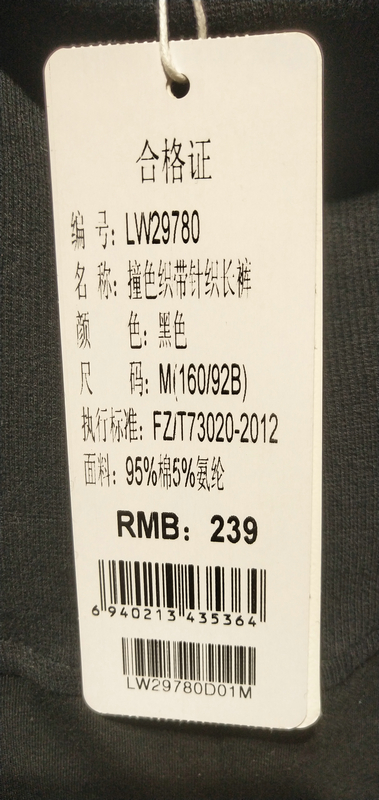 合格证
编 号: LW29780
名 称: 撞色织带针织长裤
颜 色: 黑色
尺 码: M(160/92B)
执行标准: FZ/T73020-2012
面料: 95%棉5%氨纶
RMB: 239
6 940213 435364
LW29780D01M